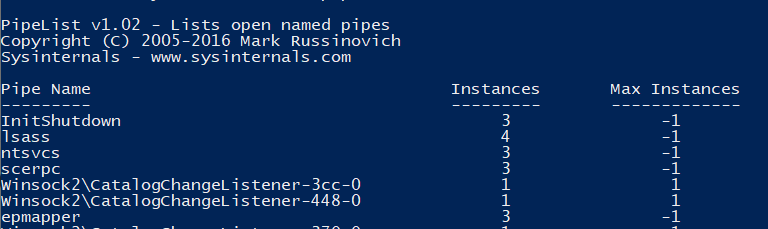 PipeList v1.02 - Lists open named pipes
Copyright (C) 2005-2016 Mark Russinovich
Sysinternals - www.sysinternals.com
Pipe Name Instances Max Instances
--------- --------- -------------
InitShutdown 3 -1
lsass 4 -1
ntsvcs 3 -1
scerpc 3 -1
Winsock2\CatalogChangeListener-3cc-0 1 1
Winsock2\CatalogChangeListener-448-0 1 1
epmapper 3 -1